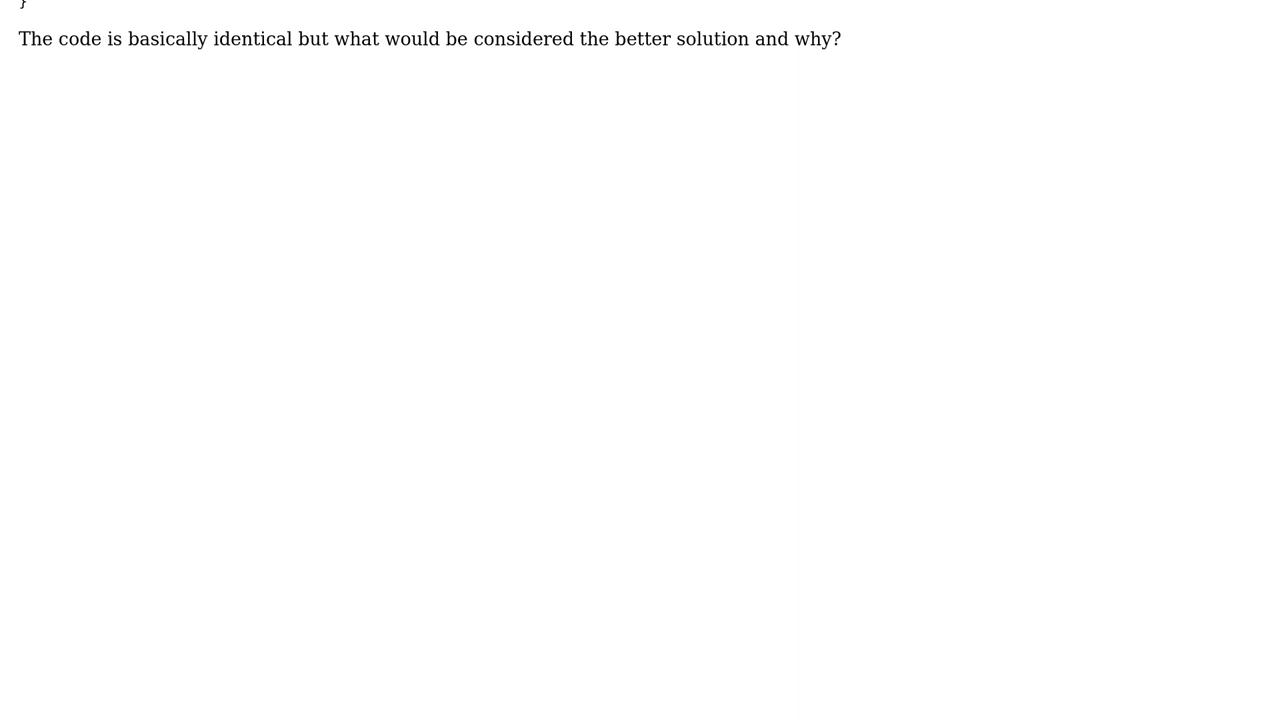 }
The code is basically identical but what would be considered the better solution and why?